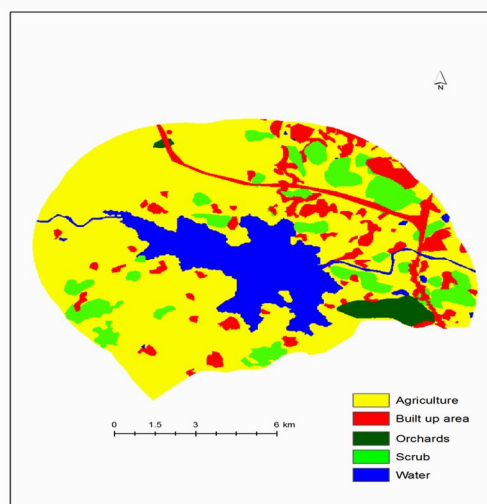 N
0 1.5 3 6 km
Agriculture
Built up area
Orchards
Scrub
Water